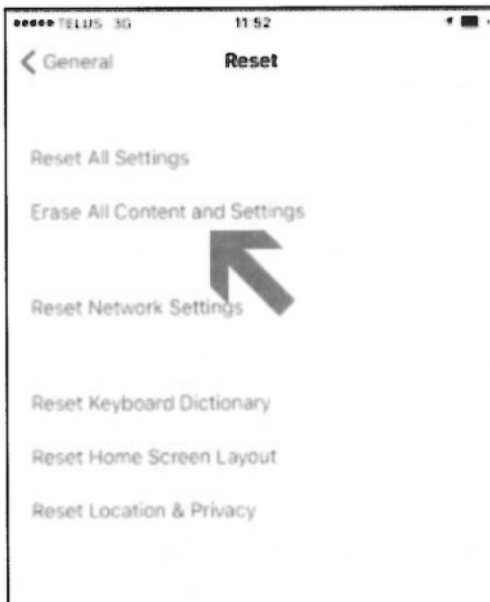 TELUS 3G 11:52
General Reset
Reset All Settings
Erase All Content and Settings
Reset Network Settings
Reset Keyboard Dictionary
Reset Home Screen Layout
Reset Location & Privacy